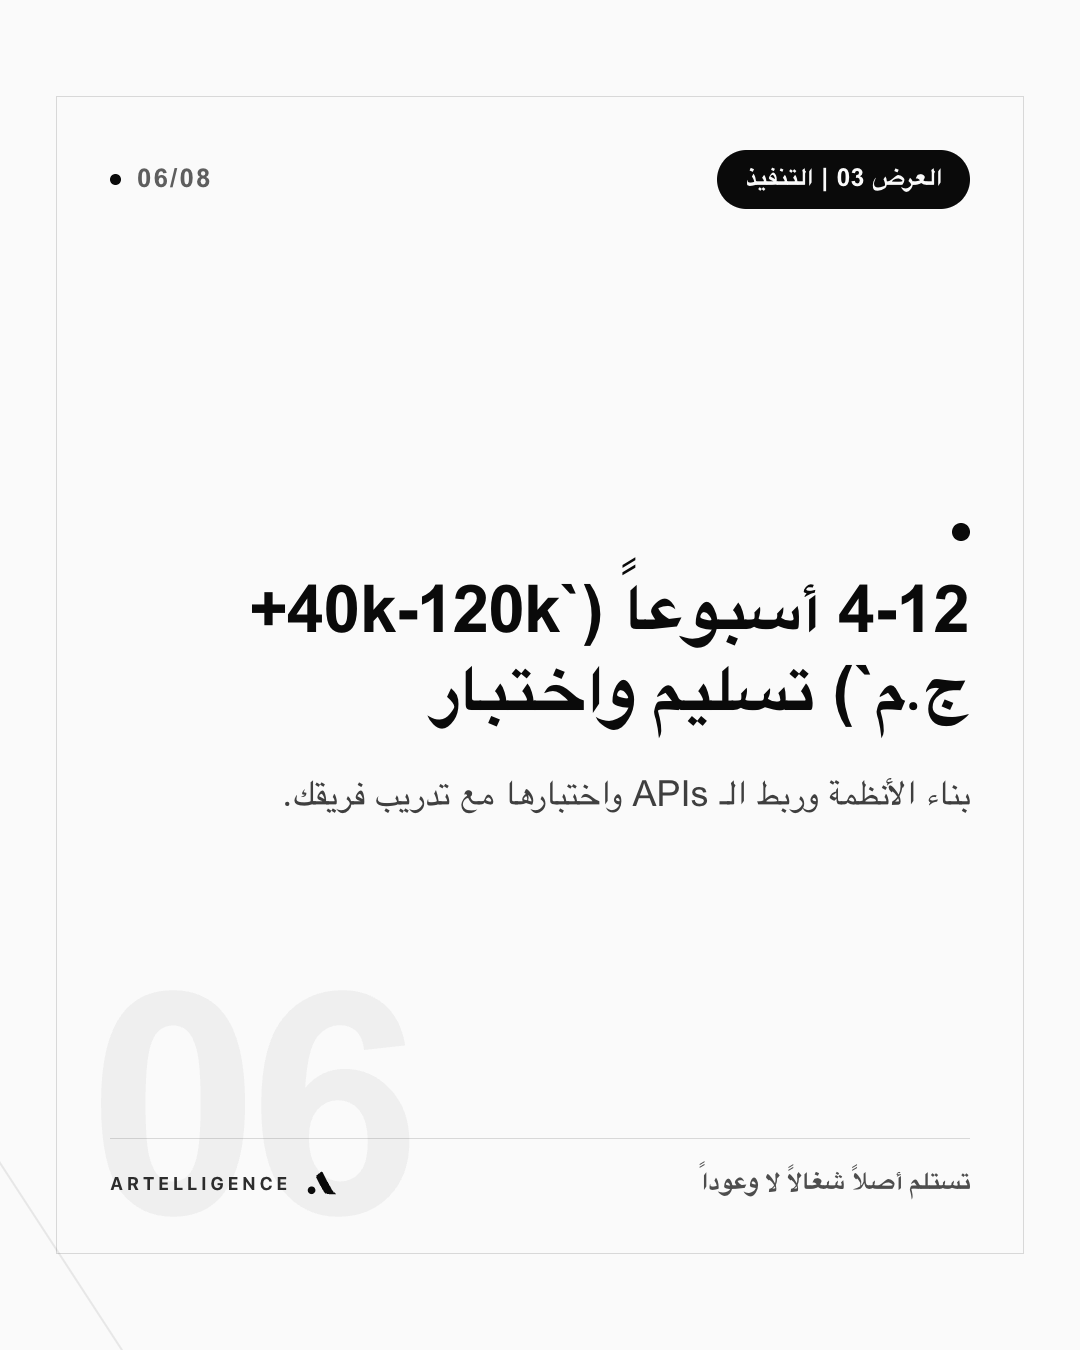 العرض 03 | التنفيذ
06/08
4-12 أسبوعاً (`40k-120k+
ج.م`) تسليم واختبار
بناء الأنظمة وربط الـ APIs واختبارها مع تدريب فريقك.
06
تستلم أصلاً شغالاً لا وعوداً
ARTELLIGENCE